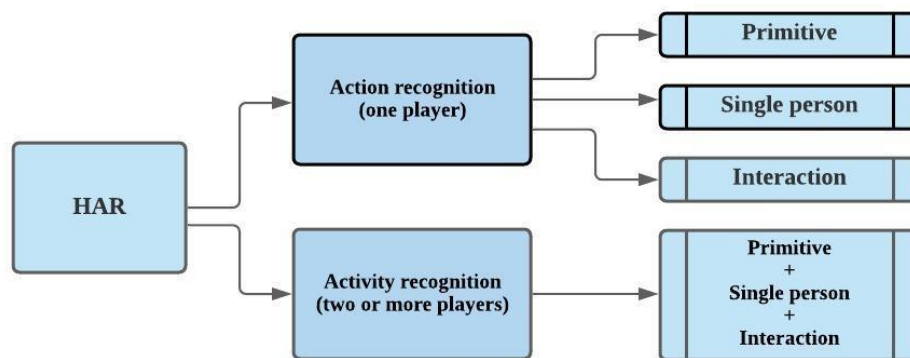 HAR
Action recognition
(one player)
Primitive
Single person
Interaction
Activity recognition
(two or more players)
Primitive
+
Single person
+
Interaction